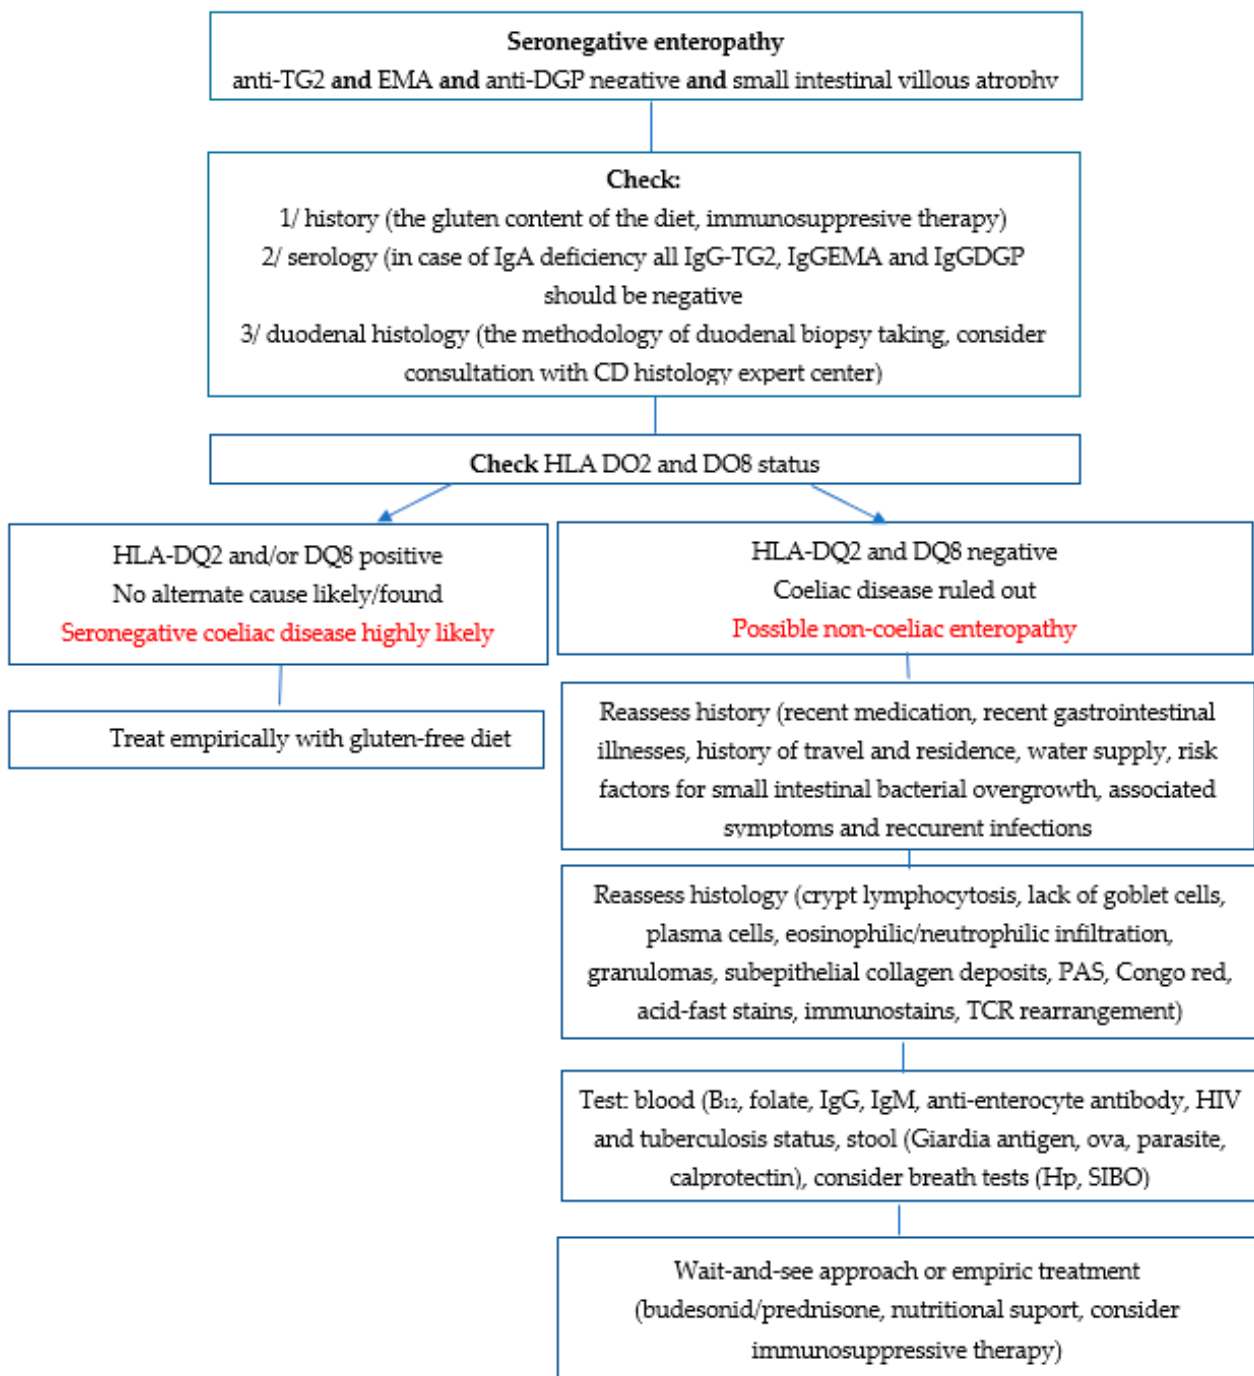 Seronegative enteropathy
anti-TG2 and EMA and anti-DGP negative and small intestinal villous atrophy
Check:
1/ history (the gluten content of the diet, immunosuppresive therapy)
2/ serology (in case of IgA deficiency all IgG-TG2, IgGEMA and IgGDGP
should be negative
3/ duodenal histology (the methodology of duodenal biopsy taking, consider
consultation with CD histology expert center)
Check HLA DQ2 and DQ8 status
HLA-DQ2 and/or DQ8 positive
No alternate cause likely/found
Seronegative coeliac disease highly likely
Treat empirically with gluten-free diet
HLA-DQ2 and DQ8 negative
Coeliac disease ruled out
Possible non-coeliac enteropathy
Reassess history (recent medication, recent gastrointestinal
illnesses, history of travel and residence, water supply, risk
factors for small intestinal bacterial overgrowth, associated
symptoms and reccurent infections
Reassess histology (crypt lymphocytosis, lack of goblet cells,
plasma cells, eosinophilic/neutrophilic infiltration,
granulomas, subepithelial collagen deposits, PAS, Congo red,
acid-fast stains, immunostains, TCR rearrangement)
Test: blood (B₁₂, folate, IgG, IgM, anti-enterocyte antibody, HIV
and tuberculosis status, stool (Giardia antigen, ova, parasite,
calprotectin), consider breath tests (Hp, SIBO)
Wait-and-see approach or empiric treatment
(budesonid/prednisone, nutritional suport, consider
immunosuppressive therapy)